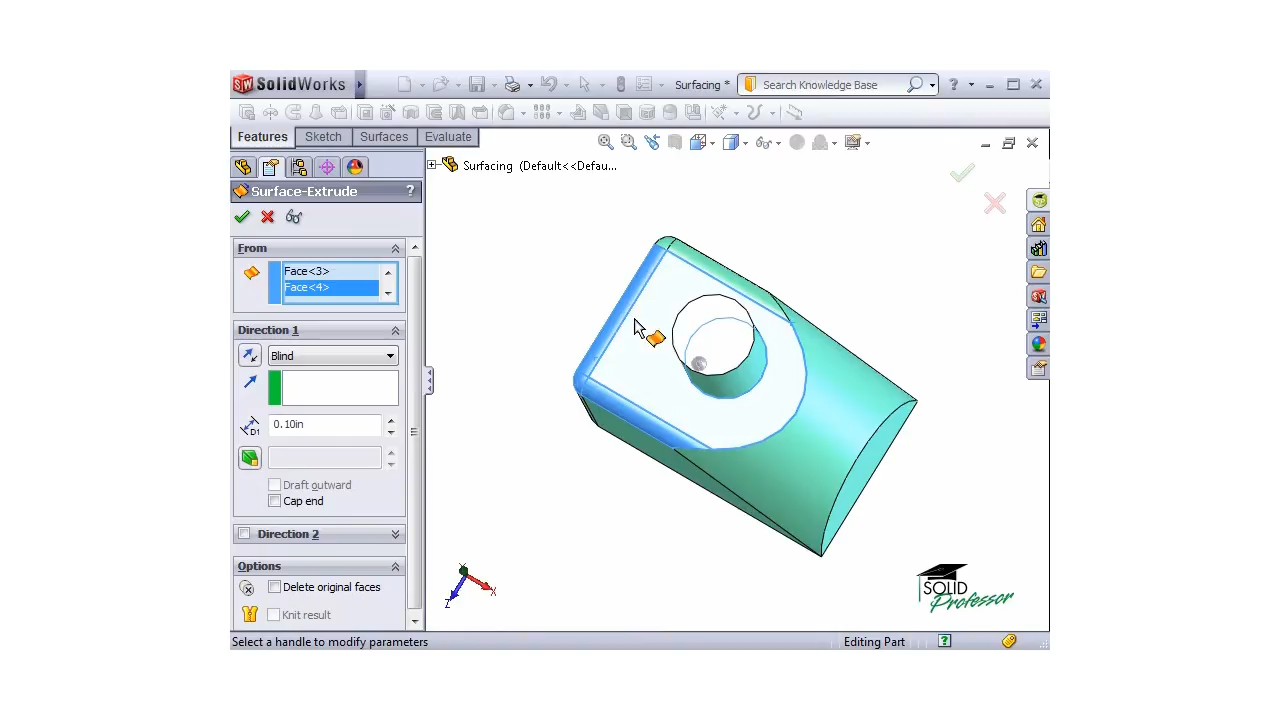 SolidWorks
Surfacing *
Search Knowledge Base
?
Features
Sketch
Surfaces
Evaluate
Surfacing (Default<<Defau...
Surface-Extrude
?
From
Face<3>
Face<4>
Direction 1
Blind
D1
0.10in
Draft outward
Cap end
Direction 2
Options
Delete original faces
Knit result
Y
X
Z
SOLID
Professor
Select a handle to modify parameters
Editing Part
?